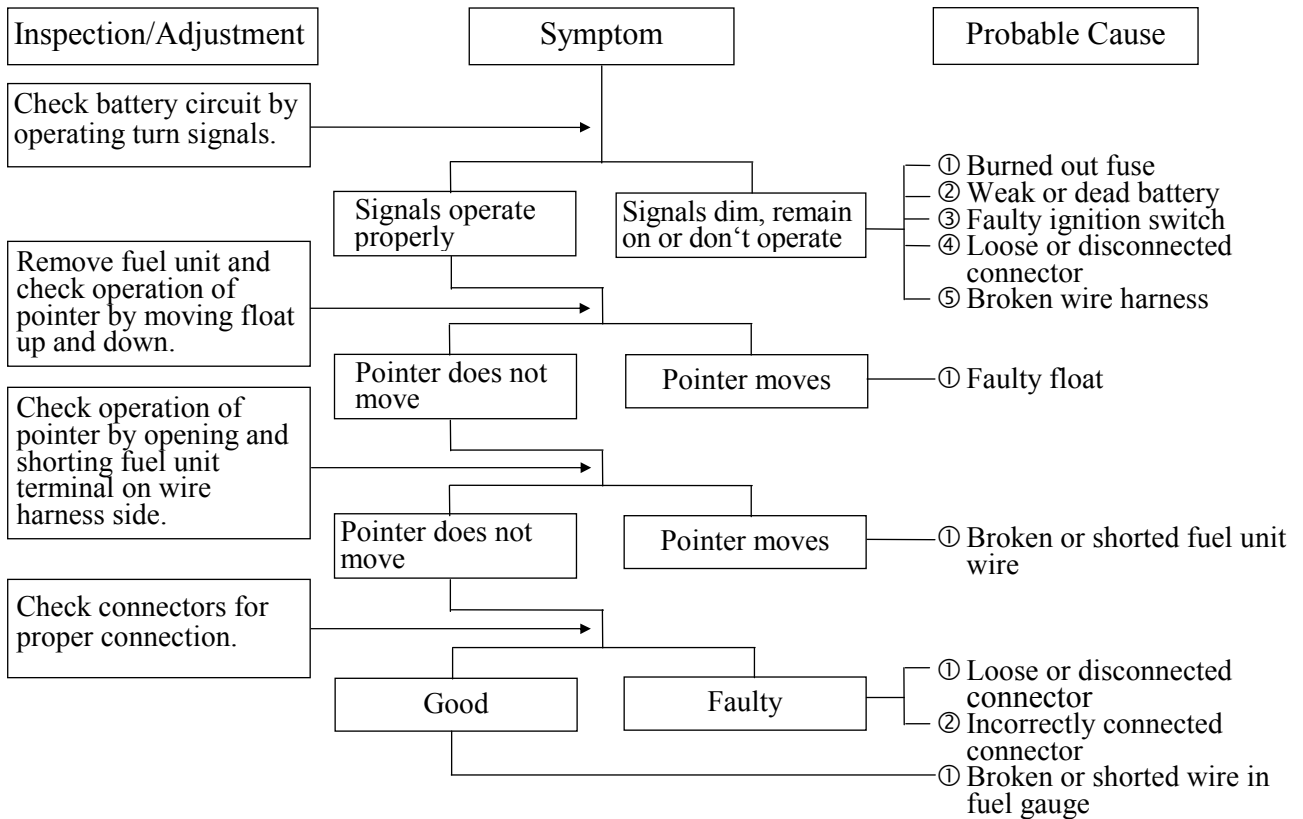 Inspection/Adjustment
Symptom
Probable Cause
Check battery circuit by
operating turn signals.
Signals operate
properly
Signals dim, remain
on or don‘t operate
① Burned out fuse
② Weak or dead battery
③ Faulty ignition switch
④ Loose or disconnected
connector
⑤ Broken wire harness
Remove fuel unit and
check operation of
pointer by moving float
up and down.
Pointer does not
move
Pointer moves
① Faulty float
Check operation of
pointer by opening and
shorting fuel unit
terminal on wire
harness side.
Pointer does not
move
Pointer moves
① Broken or shorted fuel unit
wire
Check connectors for
proper connection.
Good
Faulty
① Loose or disconnected
connector
② Incorrectly connected
connector
① Broken or shorted wire in
fuel gauge